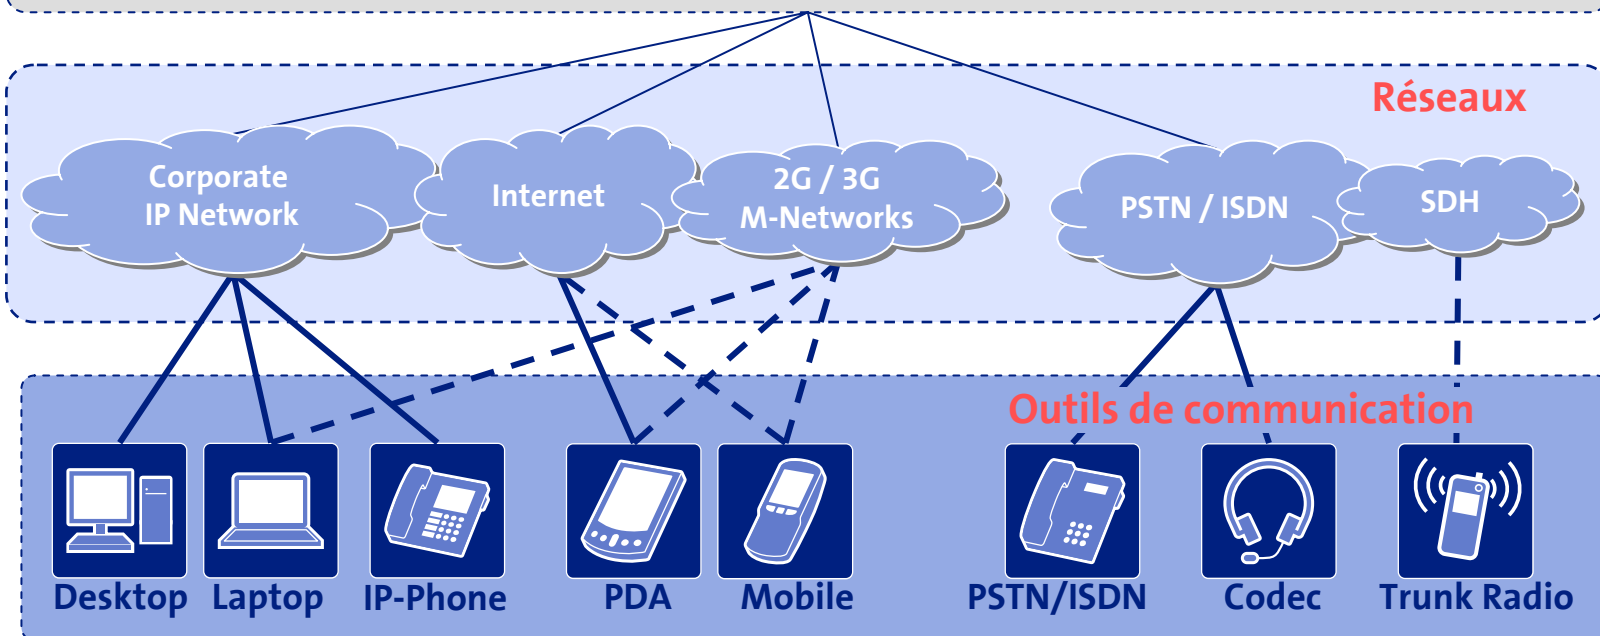 Réseaux
Corporate
IP Network
Internet
2G / 3G
M-Networks
PSTN / ISDN
SDH
Outils de communication
Desktop
Laptop
IP-Phone
PDA
Mobile
PSTN/ISDN
Codec
Trunk Radio